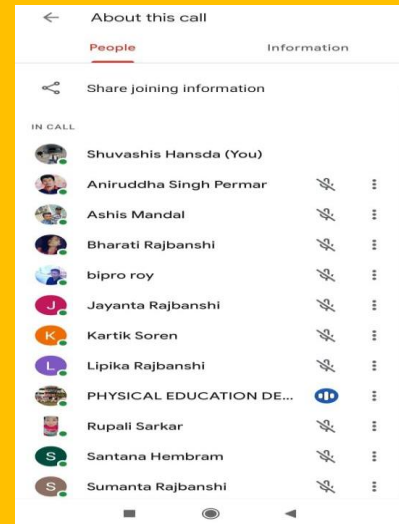 About this call
People Information
Share joining information
IN CALL
Shuvashis Hansda (You)
Aniruddha Singh Permar
Ashis Mandal
Bharati Rajbanshi
bipro roy
J Jayanta Rajbanshi
K Kartik Soren
L Lipika Rajbanshi
PHYSICAL EDUCATION DE...
Rupali Sarkar
S Santana Hembram
S Sumanta Rajbanshi